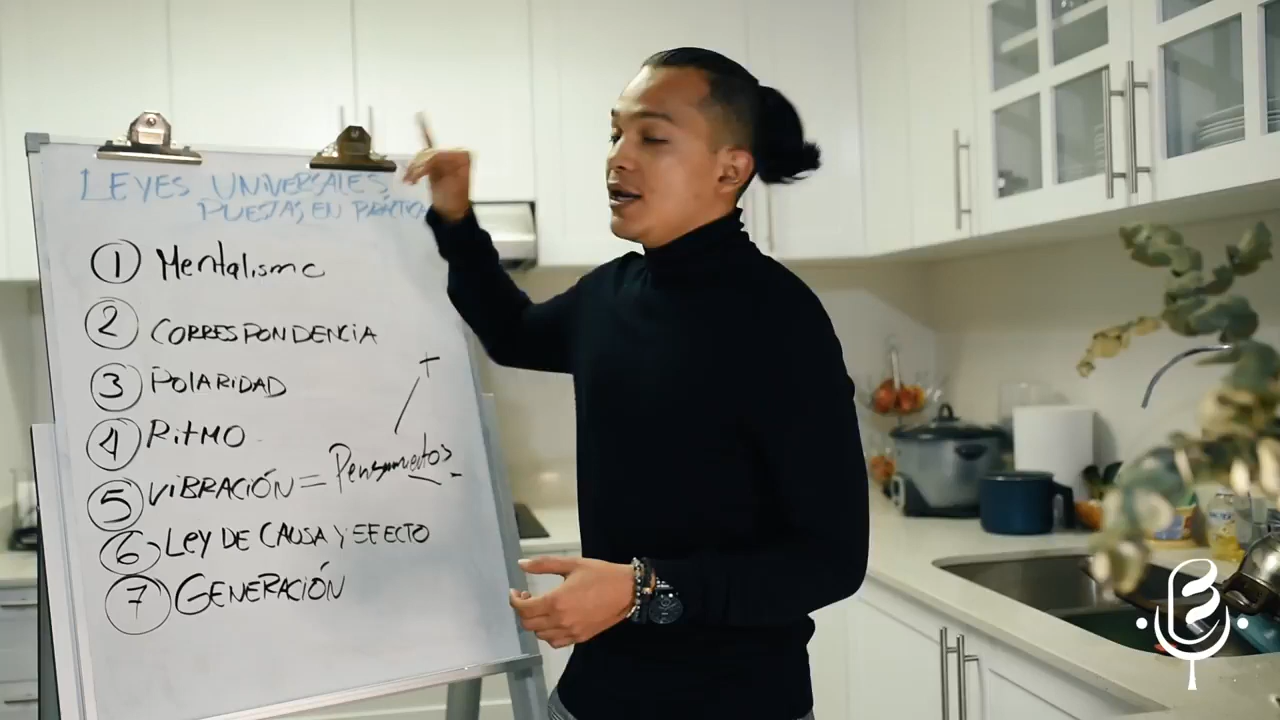 LEYES UNIVERSALES
PUESTAS EN PRÁCTICA
① Mentalismo
② CORRESPONDENCIA
③ POLARIDAD
④ RitMO
+
⑤ ViBRACIÓN = Pensamientos -
⑥ Ley DE CAUSA y EFECTO
⑦ GENERACIÓN